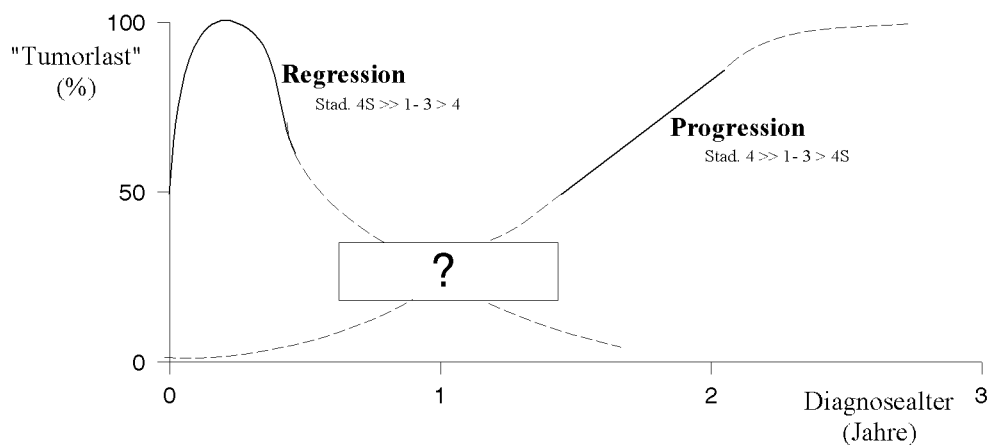 100
"Tumorlast"
(%)
Regression
Stad. 4S >> 1- 3 > 4
Progression
Stad. 4 >> 1- 3 > 4S
50
?
0
0
1
2
3
Diagnosealter
(Jahre)